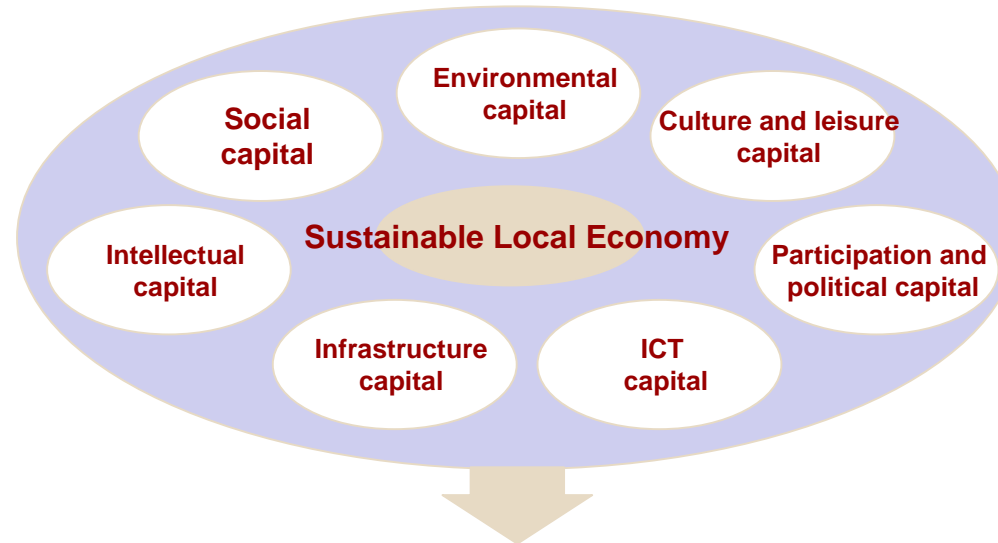 Environmental
capital
Social
capital
Culture and leisure
capital
Sustainable Local Economy
Intellectual
capital
Participation and
political capital
Infrastructure
capital
ICT
capital